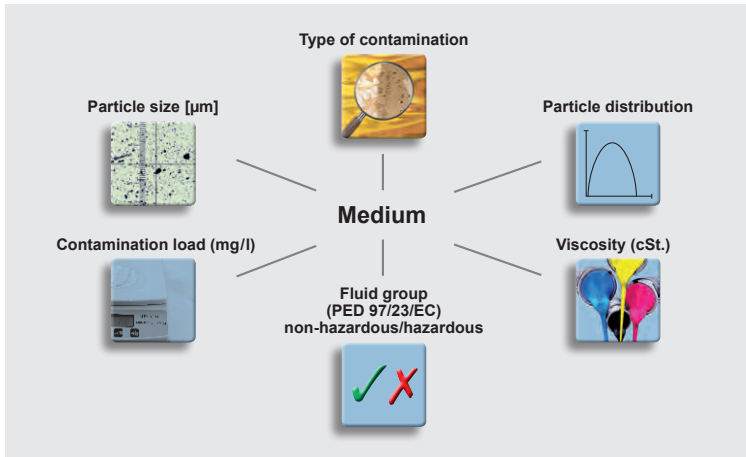 Type of contamination
Particle size [µm]
Particle distribution
Medium
Contamination load (mg/l)
Viscosity (cSt.)
Fluid group
(PED 97/23/EC)
non-hazardous/hazardous